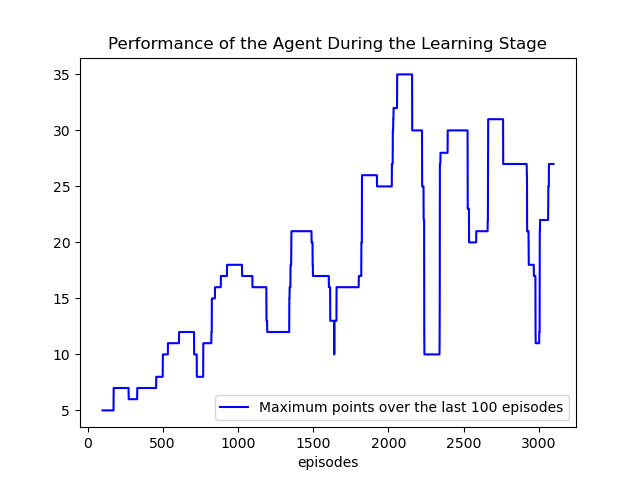 Performance of the Agent During the Learning Stage
35
30
25
20
15
10
5
Maximum points over the last 100 episodes
0 500 1000 1500 2000 2500 3000
episodes